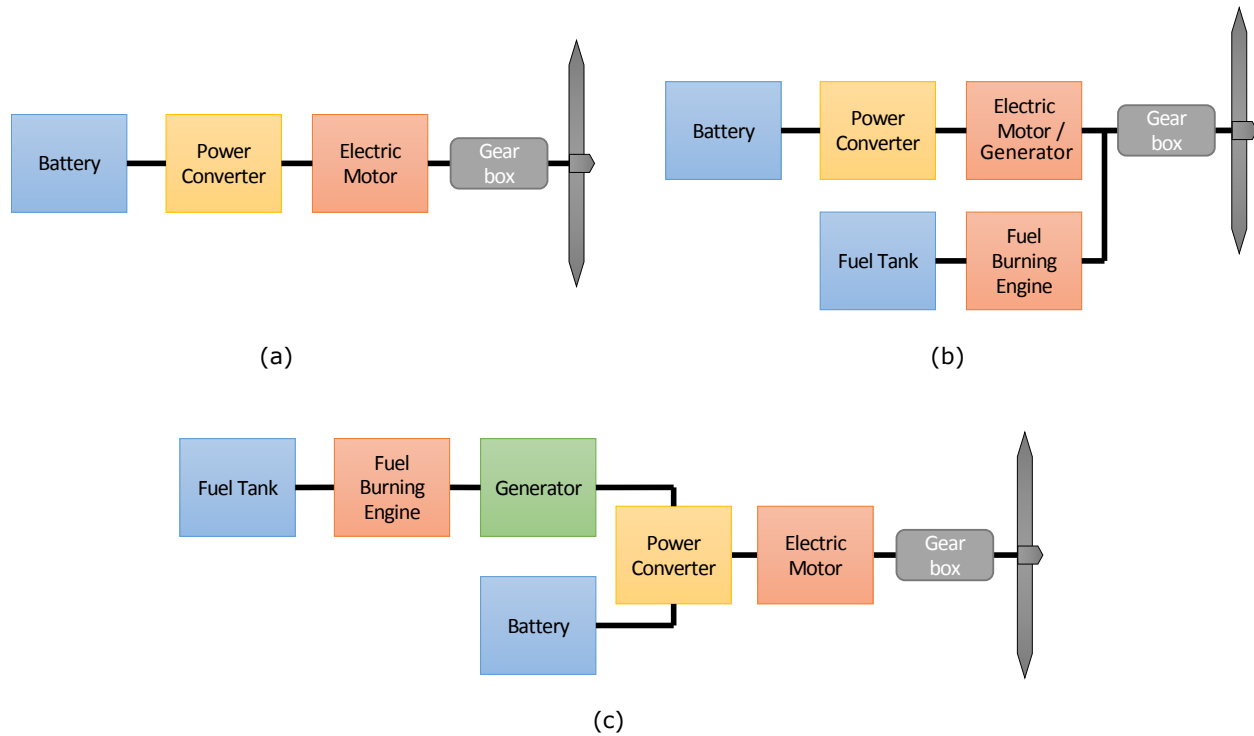 Battery
Power
Converter
Electric
Motor
Gear
box
(a)
Battery
Power
Converter
Electric
Motor /
Generator
Gear
box
Fuel Tank
Fuel
Burning
Engine
(b)
Fuel Tank
Fuel
Burning
Engine
Generator
Battery
Power
Converter
Electric
Motor
Gear
box
(c)